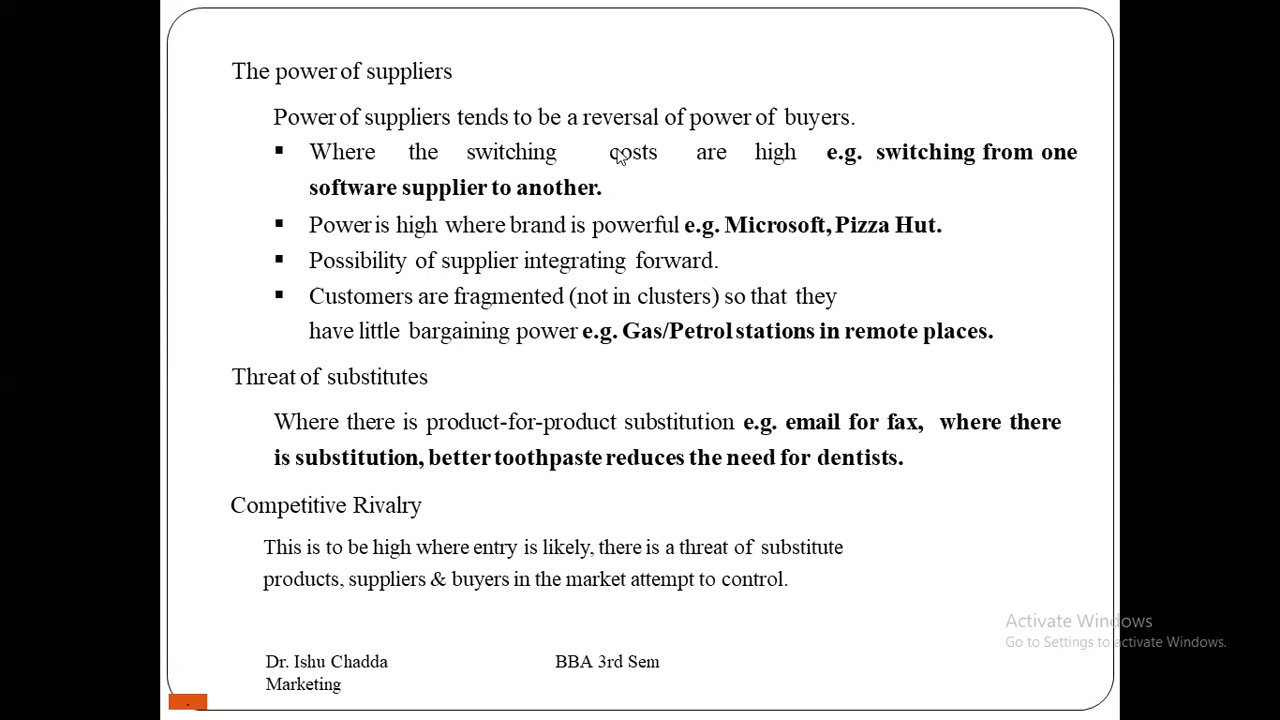 The power of suppliers
Power of suppliers tends to be a reversal of power of buyers.
▪ Where the switching costs are high e.g. switching from one
software supplier to another.
▪ Power is high where brand is powerful e.g. Microsoft, Pizza Hut.
▪ Possibility of supplier integrating forward.
▪ Customers are fragmented (not in clusters) so that they
have little bargaining power e.g. Gas/Petrol stations in remote places.
Threat of substitutes
Where there is product-for-product substitution e.g. email for fax, where there
is substitution, better toothpaste reduces the need for dentists.
Competitive Rivalry
This is to be high where entry is likely, there is a threat of substitute
products, suppliers & buyers in the market attempt to control.
Activate Windows
Go to Settings to activate Windows.
Dr. Ishu Chadda BBA 3rd Sem
Marketing